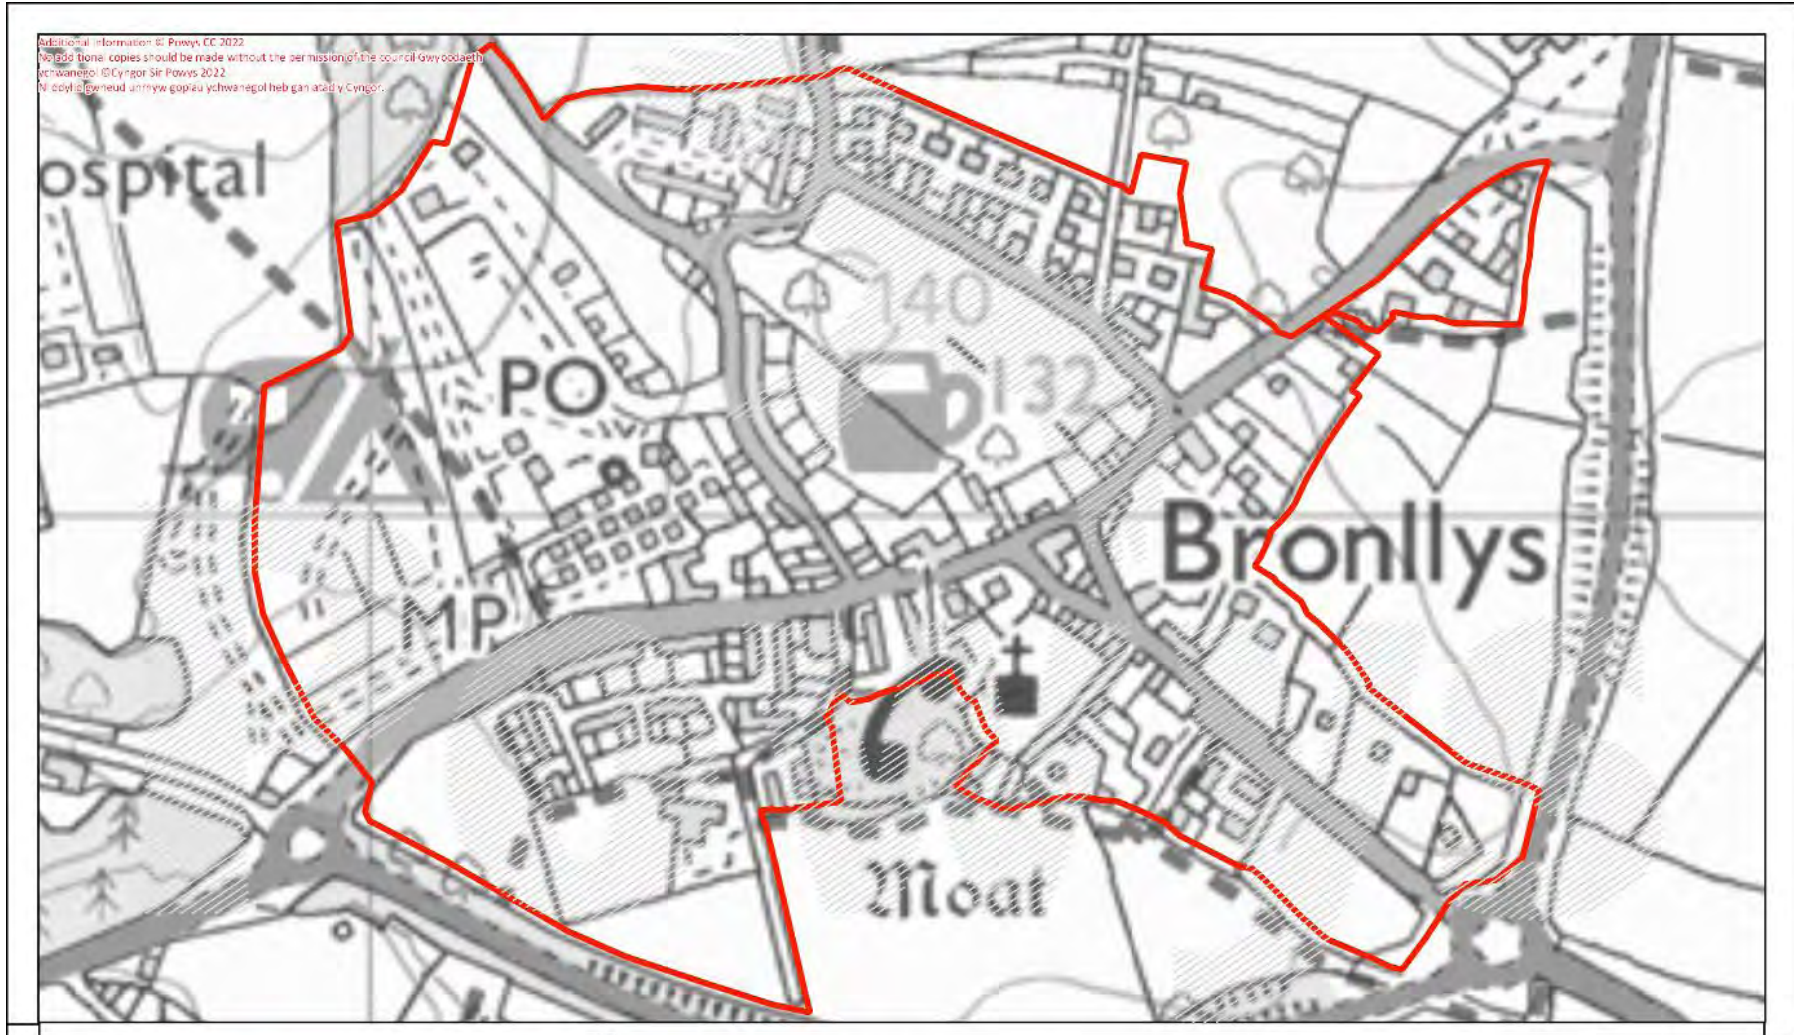 Additional information © Powys CC 2022
No additional copies should be made without the permission of the council Gwybodaeth
ychwanegol ©Cyngor Sir Powys 2022
Ni ddylid gwneud unrhyw gopïau ychwanegol heb ganiatâd y Cyngor.
ospital
140
PO
132
Bronllys
MP
Moat